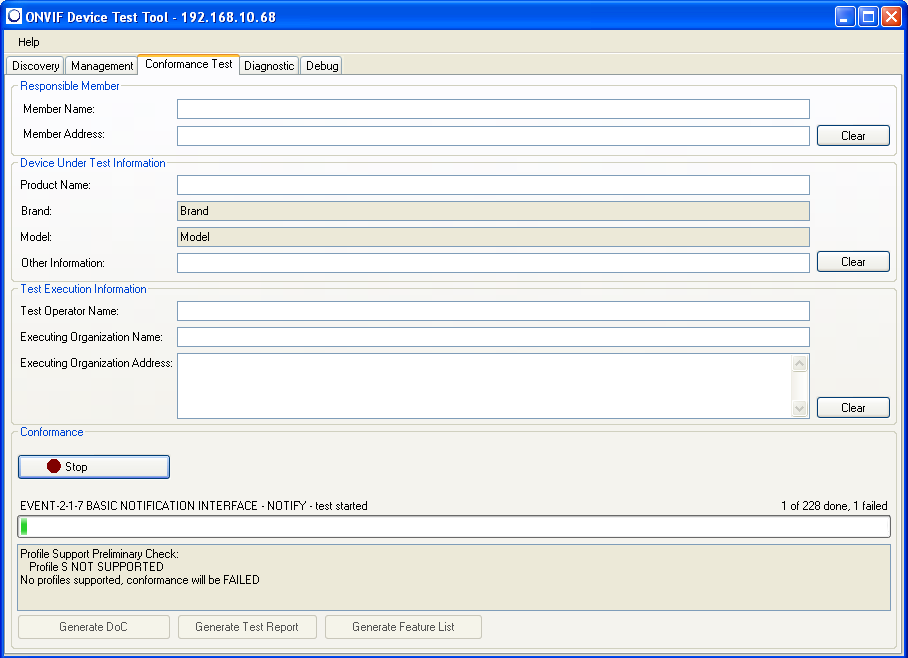 ONVIF Device Test Tool - 192.168.10.68
Help
Discovery Management Conformance Test Diagnostic Debug
Responsible Member
Member Name:
Member Address:
Clear
Device Under Test Information
Product Name:
Brand: Brand
Model: Model
Other Information:
Clear
Test Execution Information
Test Operator Name:
Executing Organization Name:
Executing Organization Address:
Clear
Conformance
Stop
EVENT-2-1-7 BASIC NOTIFICATION INTERFACE - NOTIFY - test started 1 of 228 done, 1 failed
Profile Support Preliminary Check:
Profile S NOT SUPPORTED
No profiles supported, conformance will be FAILED
Generate DoC Generate Test Report Generate Feature List